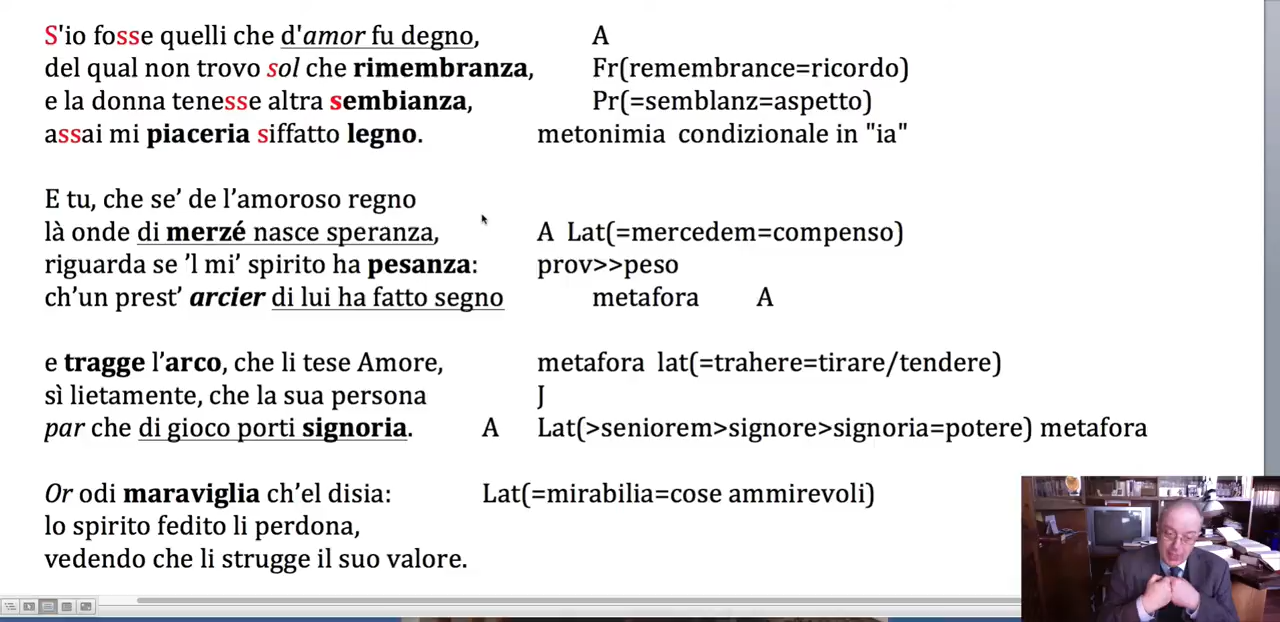 S'io fosse quelli che d'amor fu degno, A
del qual non trovo sol che rimembranza, Fr(remembrance=ricordo)
e la donna tenesse altra sembianza, Pr(=semblanz=aspetto)
assai mi piaceria siffatto legno. metonimia condizionale in "ia"
E tu, che se’ de l’amoroso regno
là onde di merzé nasce speranza, A Lat(=mercedem=compenso)
riguarda se ’l mi’ spirito ha pesanza: prov>>peso
ch’un prest’ arcier di lui ha fatto segno metafora A
e tragge l’arco, che li tese Amore, metafora lat(=trahere=tirare/tendere)
sì lietamente, che la sua persona J
par che di gioco porti signoria. A Lat(>seniorem>signore>signoria=potere) metafora
Or odi maraviglia ch’el disia: Lat(=mirabilia=cose ammirevoli)
lo spirito fedito li perdona,
vedendo che li strugge il suo valore.